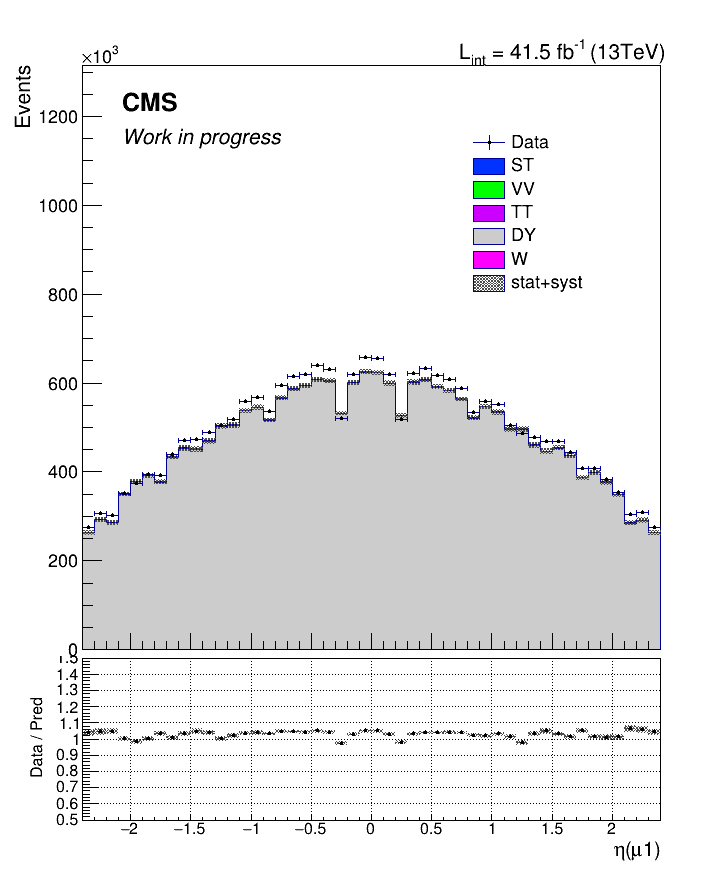 ×10³
L_int = 41.5 fb⁻¹ (13TeV)
Events
CMS
Work in progress
Data
ST
VV
TT
DY
W
stat+syst
1200
1000
800
600
400
200
0
1.5
1.4
1.3
1.2
1.1
1
0.9
0.8
0.7
0.6
0.5
Data / Pred
−2 −1.5 −1 −0.5 0 0.5 1 1.5 2
η(μ1)